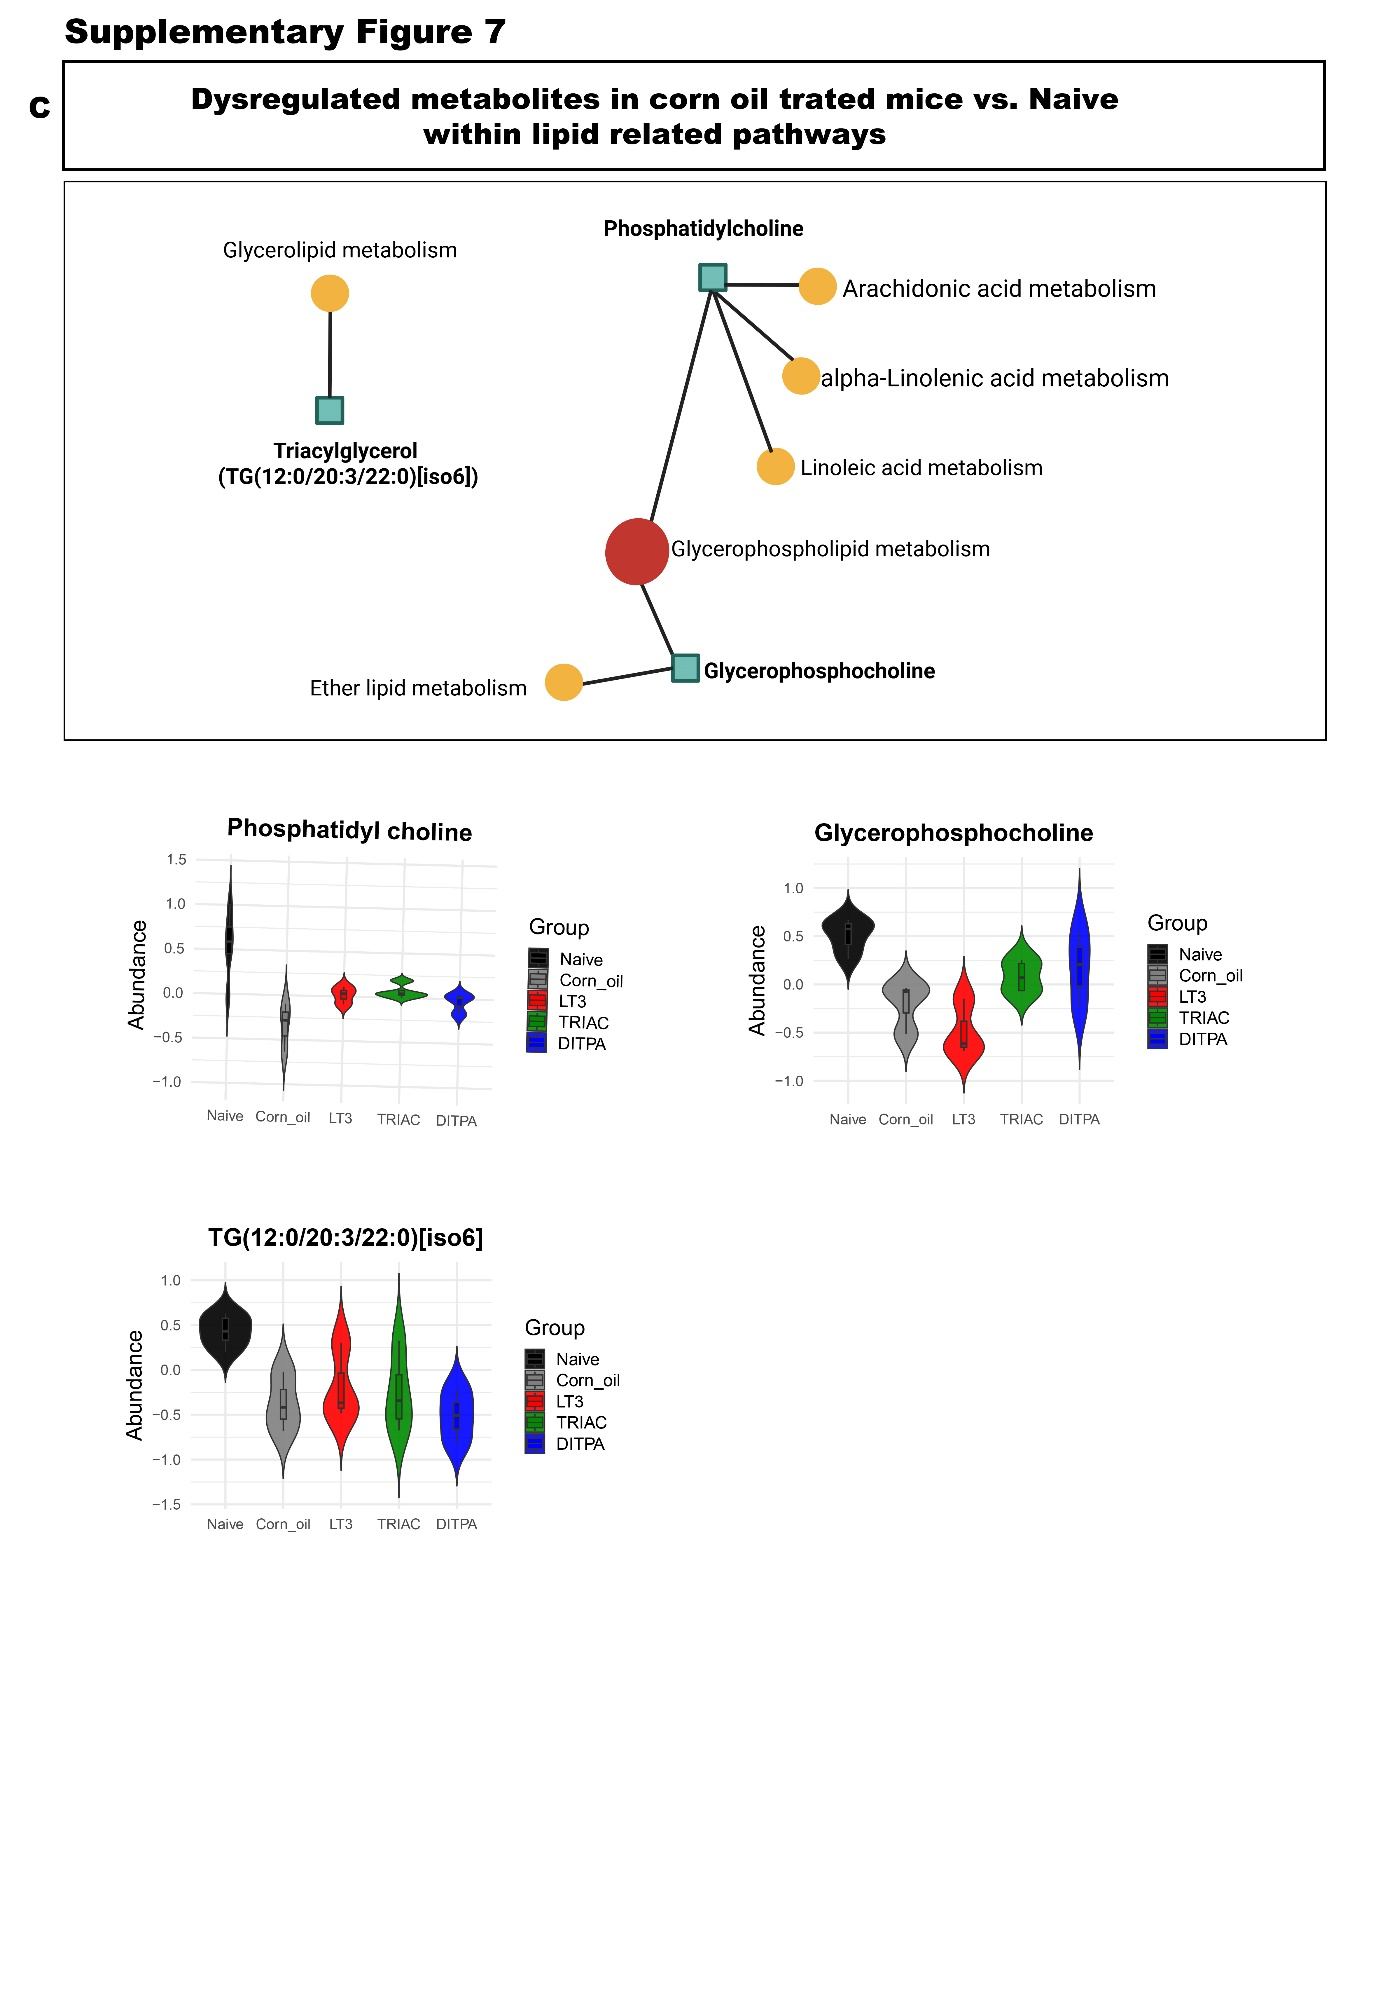 Supplementary Figure 7
c
Dysregulated metabolites in corn oil trated mice vs. Naive
within lipid related pathways
Phosphatidylcholine
Glycerolipid metabolism
Arachidonic acid metabolism
alpha-Linolenic acid metabolism
Triacylglycerol
(TG(12:0/20:3/22:0)[iso6])
Linoleic acid metabolism
Glycerophospholipid metabolism
Glycerophosphocholine
Ether lipid metabolism
Phosphatidyl choline
Abundance
1.5
1.0
0.5
0.0
−0.5
−1.0
Naive Corn_oil LT3 TRIAC DITPA
Group
Naive
Corn_oil
LT3
TRIAC
DITPA
Glycerophosphocholine
Abundance
1.0
0.5
0.0
−0.5
−1.0
Naive Corn_oil LT3 TRIAC DITPA
Group
Naive
Corn_oil
LT3
TRIAC
DITPA
TG(12:0/20:3/22:0)[iso6]
Abundance
1.0
0.5
0.0
−0.5
−1.0
−1.5
Naive Corn_oil LT3 TRIAC DITPA
Group
Naive
Corn_oil
LT3
TRIAC
DITPA